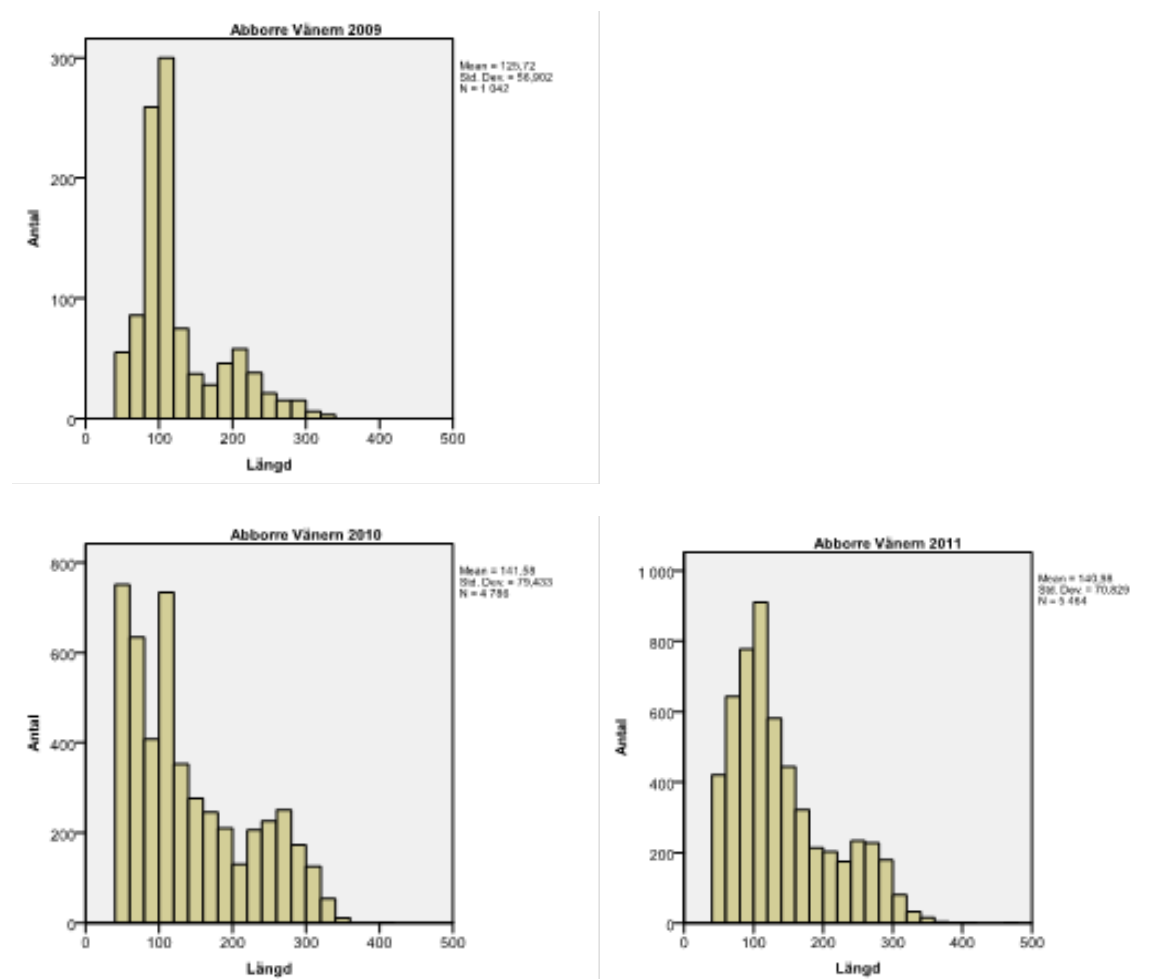 Abborre Vänern 2009
Mean = 125,72
Std. Dev. = 56,902
N = 1 042
300
200
100
0
Antal
0 100 200 300 400 500
Längd
Abborre Vänern 2010
Mean = 141,58
Std. Dev. = 79,433
800
600
400
200
0
Antal
0 100 200 300 400 500
Längd
Abborre Vänern 2011
Mean = 140,98
Std. Dev. = 70,829
N = 5 464
1 000
800
600
400
200
0
Antal
0 100 200 300 400 500
Längd